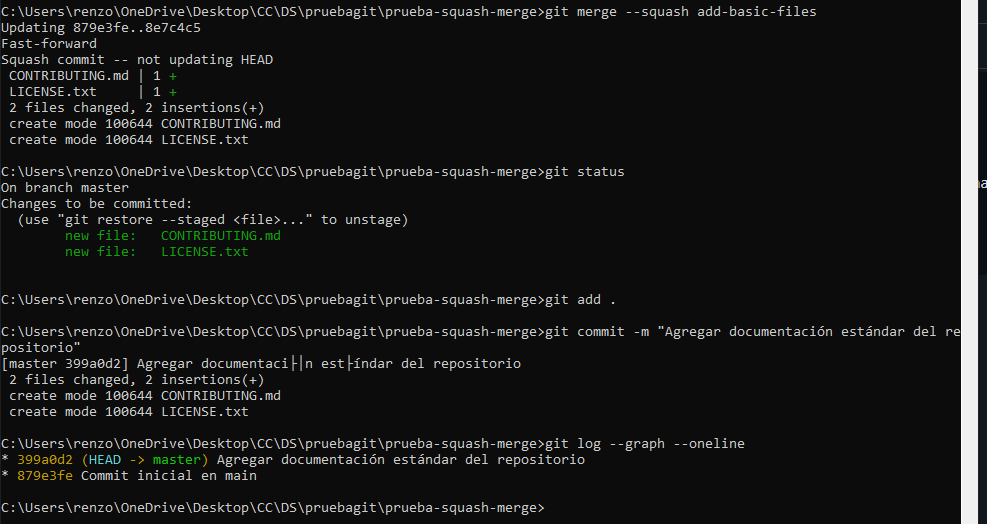 C:\Users\renzo\OneDrive\Desktop\CC\DS\pruebagit\prueba-squash-merge>git merge --squash add-basic-files
Updating 879e3fe..8e7c4c5
Fast-forward
Squash commit -- not updating HEAD
 CONTRIBUTING.md | 1 +
 LICENSE.txt     | 1 +
 2 files changed, 2 insertions(+)
 create mode 100644 CONTRIBUTING.md
 create mode 100644 LICENSE.txt
C:\Users\renzo\OneDrive\Desktop\CC\DS\pruebagit\prueba-squash-merge>git status
On branch master
Changes to be committed:
  (use "git restore --staged <file>..." to unstage)
        new file:   CONTRIBUTING.md
        new file:   LICENSE.txt
C:\Users\renzo\OneDrive\Desktop\CC\DS\pruebagit\prueba-squash-merge>git add .
C:\Users\renzo\OneDrive\Desktop\CC\DS\pruebagit\prueba-squash-merge>git commit -m "Agregar documentación estándar del re
positorio"
[master 399a0d2] Agregar documentaci├│n est├índar del repositorio
 2 files changed, 2 insertions(+)
 create mode 100644 CONTRIBUTING.md
 create mode 100644 LICENSE.txt
C:\Users\renzo\OneDrive\Desktop\CC\DS\pruebagit\prueba-squash-merge>git log --graph --oneline
* 399a0d2 (HEAD -> master) Agregar documentación estándar del repositorio
* 879e3fe Commit inicial en main
C:\Users\renzo\OneDrive\Desktop\CC\DS\pruebagit\prueba-squash-merge>